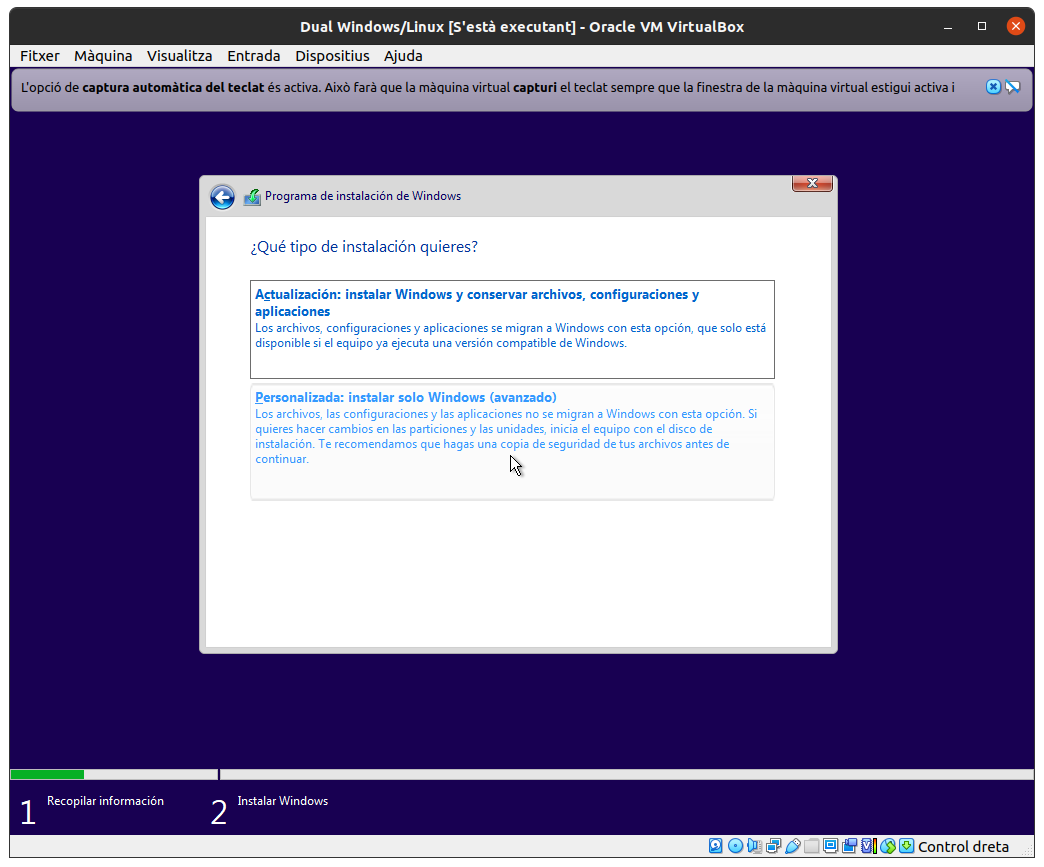 Dual Windows/Linux [S'està executant] - Oracle VM VirtualBox
Fitxer Màquina Visualitza Entrada Dispositius Ajuda
L'opció de captura automàtica del teclat és activa. Això farà que la màquina virtual capturi el teclat sempre que la finestra de la màquina virtual estigui activa i
Programa de instalación de Windows
¿Qué tipo de instalación quieres?
Actualización: instalar Windows y conservar archivos, configuraciones y
aplicaciones
Los archivos, configuraciones y aplicaciones se migran a Windows con esta opción, que solo está
disponible si el equipo ya ejecuta una versión compatible de Windows.
Personalizada: instalar solo Windows (avanzado)
Los archivos, las configuraciones y las aplicaciones no se migran a Windows con esta opción. Si
quieres hacer cambios en las particiones y las unidades, inicia el equipo con el disco de
instalación. Te recomendamos que hagas una copia de seguridad de tus archivos antes de
continuar.
1 Recopilar información
2 Instalar Windows
Control dreta